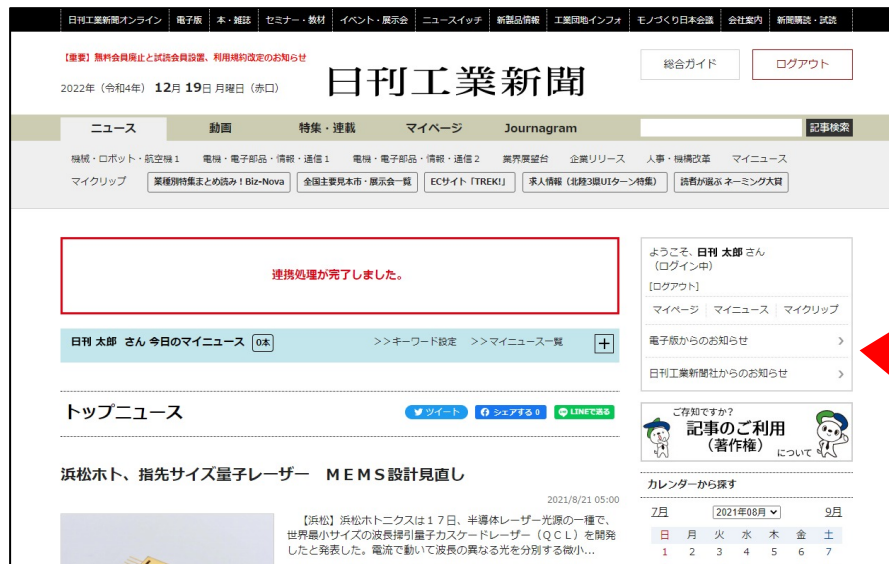 日刊工業新聞オンライン 電子版 本・雑誌 セミナー・教材 イベント・展示会 ニュースイッチ 新製品情報 工業団地インフォ モノづくり日本会議 会社案内 新聞購読・試読
【重要】無料会員廃止と試読会員設置、利用規約改定のお知らせ
2022年（令和4年） 12月 19日 月曜日（赤口）
日刊工業新聞
総合ガイド ログアウト
ニュース 動画 特集・連載 マイページ Journagram 記事検索
機械・ロボット・航空機１ 電機・電子部品・情報・通信１ 電機・電子部品・情報・通信２ 業界展望台 企業リリース 人事・機構改革 マイニュース
マイクリップ 業種別特集まとめ読み！Biz-Nova 全国主要見本市・展示会一覧 ECサイト「TREK!」 求人情報（北陸3県UIターン特集） 読者が選ぶ ネーミング大賞
連携処理が完了しました。
日刊 太郎 さん 今日のマイニュース 0本 >>キーワード設定 >>マイニュース一覧 +
トップニュース
ツイート シェアする 0 LINEで送る
浜松ホト、指先サイズ量子レーザー　ＭＥＭＳ設計見直し
2021/8/21 05:00
【浜松】浜松ホトニクスは１７日、半導体レーザー光源の一種で、
世界最小サイズの波長掃引量子カスケードレーザー（ＱＣＬ）を開発
したと発表した。電流で動いて波長の異なる光を分別する微小…
ようこそ、日刊 太郎 さん
（ログイン中）
[ログアウト]
マイページ マイニュース マイクリップ
電子版からのお知らせ
日刊工業新聞社からのお知らせ
ご存知ですか？
記事のご利用
（著作権）について
カレンダーから探す
7月 2021年08月 9月
日 月 火 水 木 金 土
1 2 3 4 5 6 7